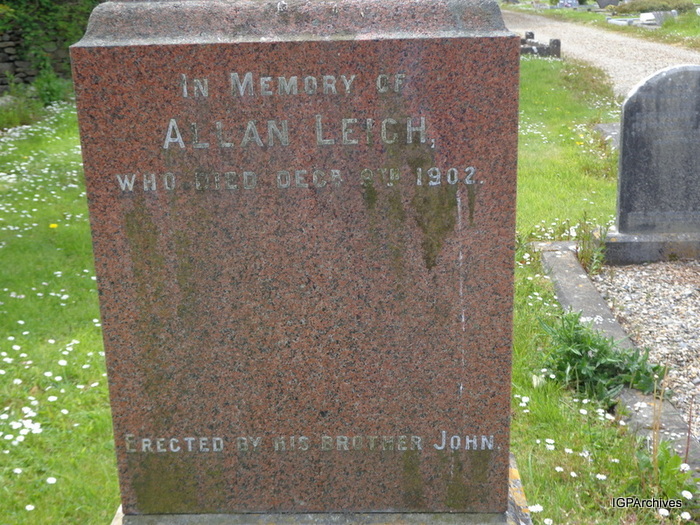 IN MEMORY OF
ALLAN LEIGH,
WHO DIED DECR 9TH 1902.
ERECTED BY HIS BROTHER JOHN.
IGPArchives